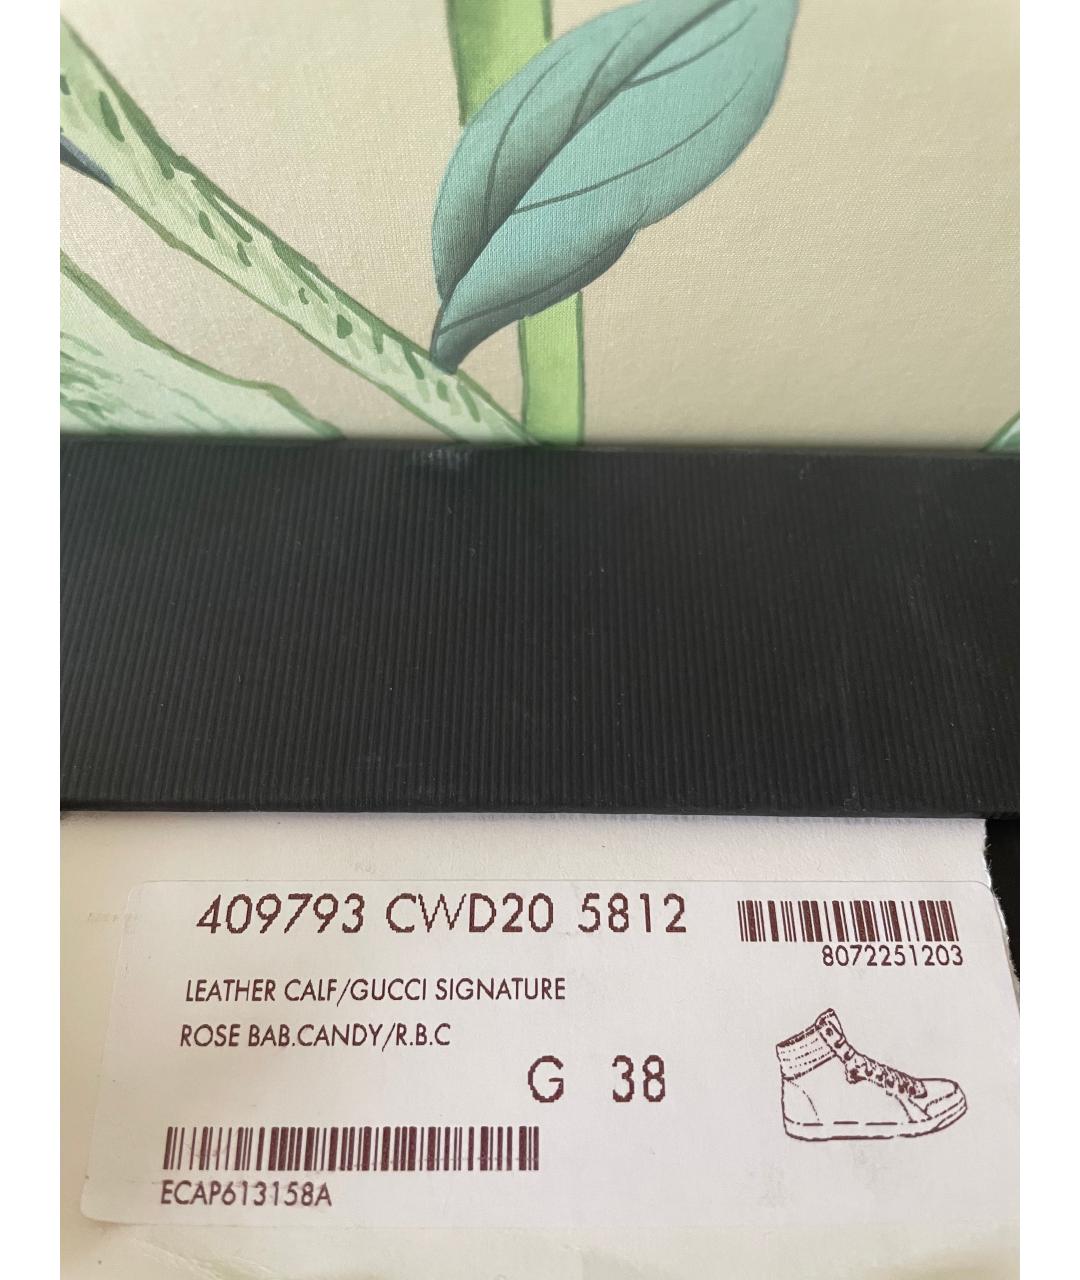 409793 CWD20 5812
8072251203
LEATHER CALF/GUCCI SIGNATURE
ROSE BAB.CANDY/R.B.C
G 38
ECAP613158A